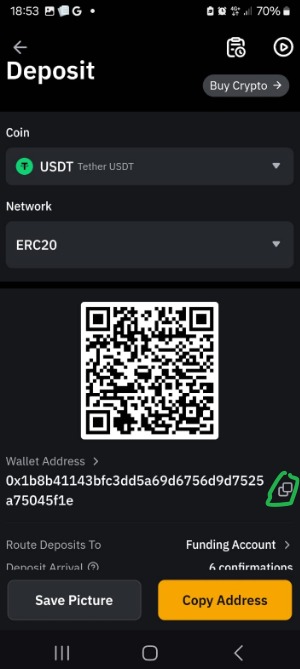 18:53 G • 4G 70%
Deposit
Buy Crypto →
Coin
USDT Tether USDT
Network
ERC20
Wallet Address >
0x1b8b41143bfc3dd5a69d6756d9d7525
a75045f1e
Route Deposits To Funding Account >
Deposit Arrival ? 6 confirmations
Save Picture Copy Address